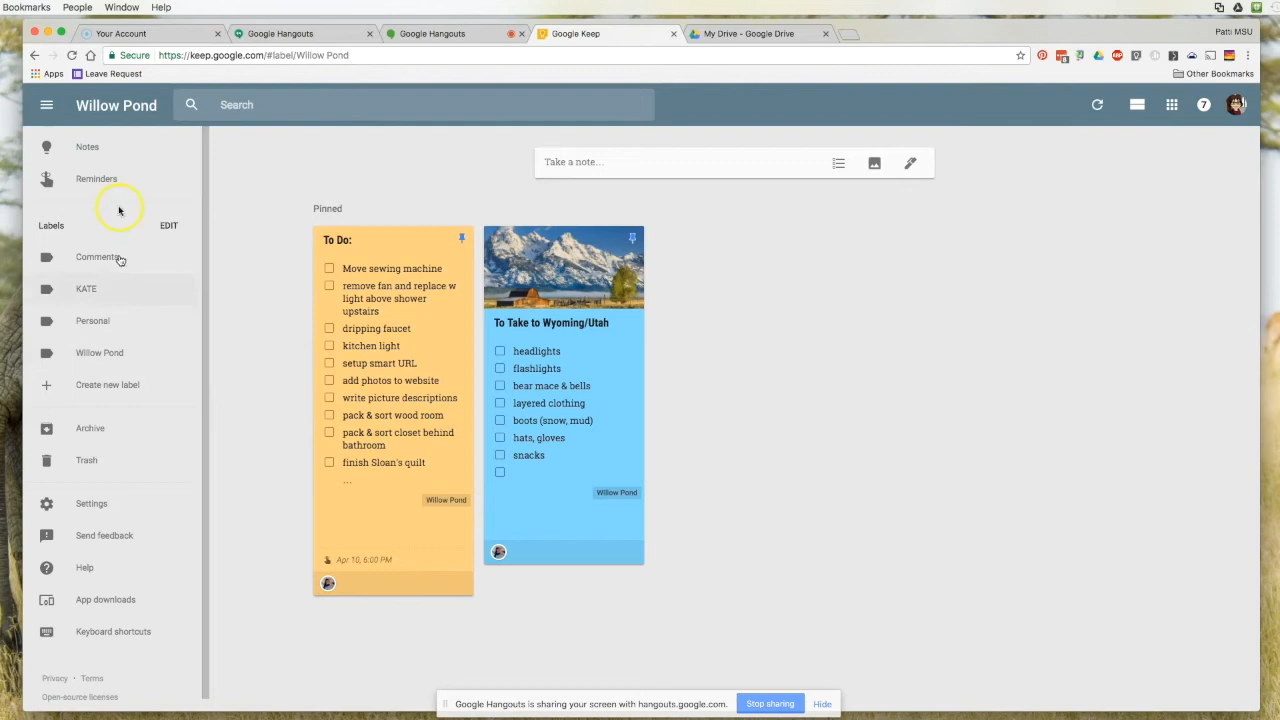 Bookmarks People Window Help
Your Account
Google Hangouts
Google Hangouts
Google Keep
My Drive - Google Drive
Patti MSU
Secure https://keep.google.com/#label/Willow Pond
Apps Leave Request
Other Bookmarks
Willow Pond
Search
Notes
Reminders
Labels EDIT
Comments
KATE
Personal
Willow Pond
Create new label
Archive
Trash
Settings
Send feedback
Help
App downloads
Keyboard shortcuts
Privacy · Terms
Open-source licenses
Take a note...
Pinned
To Do:
Move sewing machine
remove fan and replace w
light above shower
upstairs
dripping faucet
kitchen light
setup smart URL
add photos to website
write picture descriptions
pack & sort wood room
pack & sort closet behind
bathroom
finish Sloan's quilt
...
Willow Pond
Apr 10, 6:00 PM
To Take to Wyoming/Utah
headlights
flashlights
bear mace & bells
layered clothing
boots (snow, mud)
hats, gloves
snacks
Willow Pond
Google Hangouts is sharing your screen with hangouts.google.com.
Stop sharing
Hide